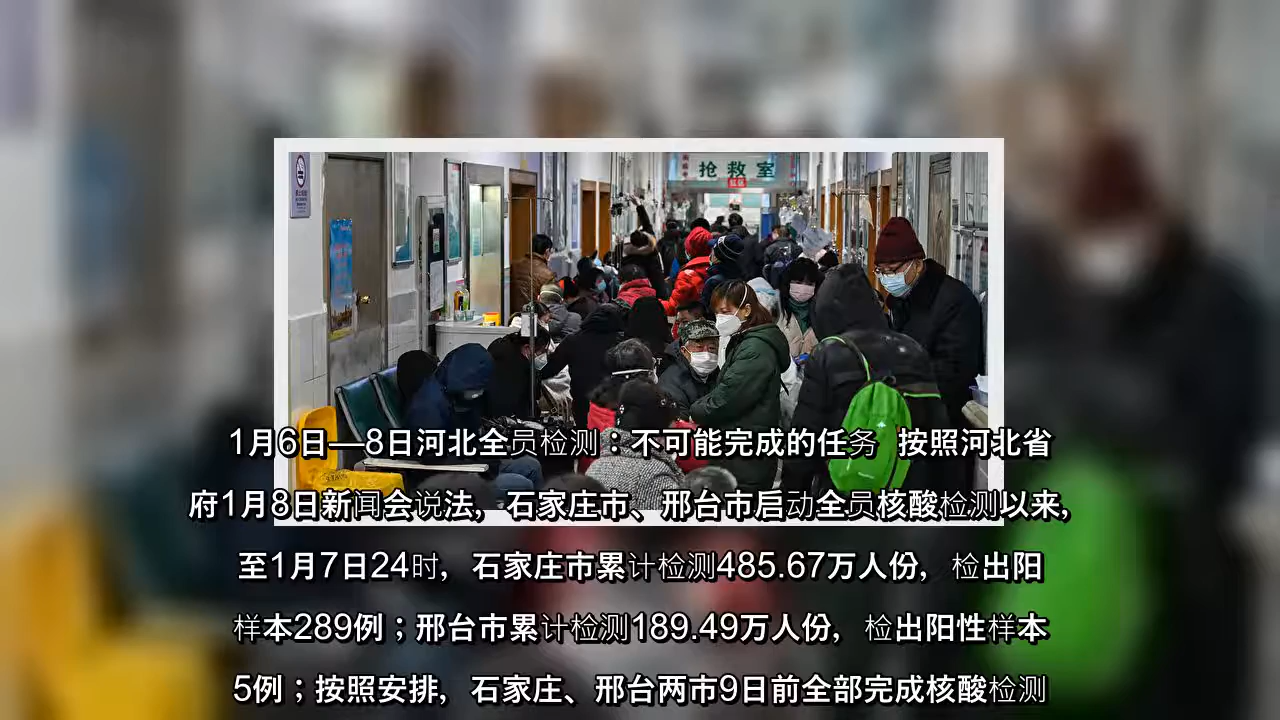 抢救室
红区
1月6日—8日河北全员检测：不可能完成的任务 按照河北省
府1月8日新闻会说法，石家庄市、邢台市启动全员核酸检测以来，
至1月7日24时，石家庄市累计检测485.67万人份，检出阳
样本289例；邢台市累计检测189.49万人份，检出阳性样本
5例；按照安排，石家庄、邢台两市9日前全部完成核酸检测